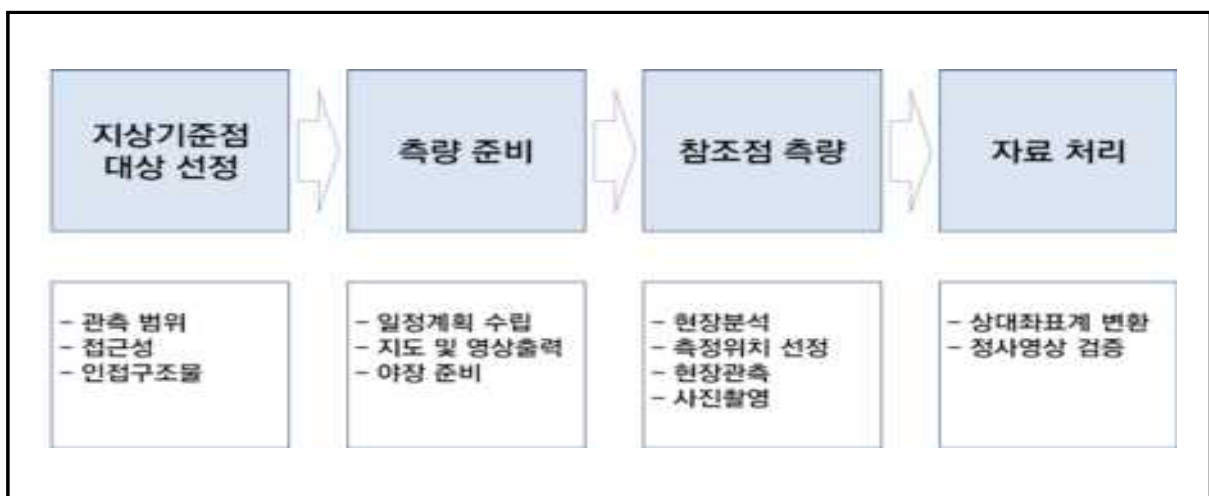 지상기준점
대상 선정
측량 준비
참조점 측량
자료 처리
- 관측 범위
- 접근성
- 인접구조물
- 일정계획 수립
- 지도 및 영상출력
- 야장 준비
- 현장분석
- 측정위치 선정
- 현장관측
- 사진촬영
- 상대좌표계 변환
- 정사영상 검증